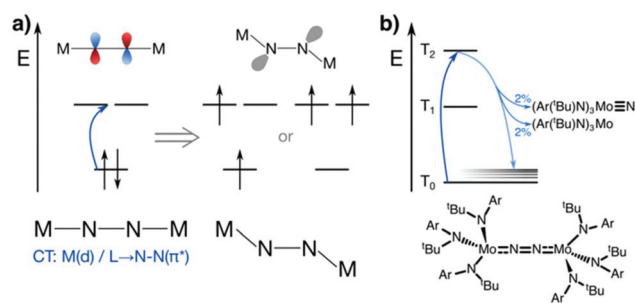 a)
E
M M
M N N M
or
M—N—N—M
CT: M(d) / L→N-N(π*)
M N N M
b)
E
T₂
T₁
T₀
2% (Ar(ᵗBu)N)₃Mo≡N
2% (Ar(ᵗBu)N)₃Mo
Ar ᵗBu ᵗBu Ar
N N
Ar ᵗBu
N Mo=N=N=Mo N
ᵗBu Ar
N N
Ar ᵗBu ᵗBu Ar